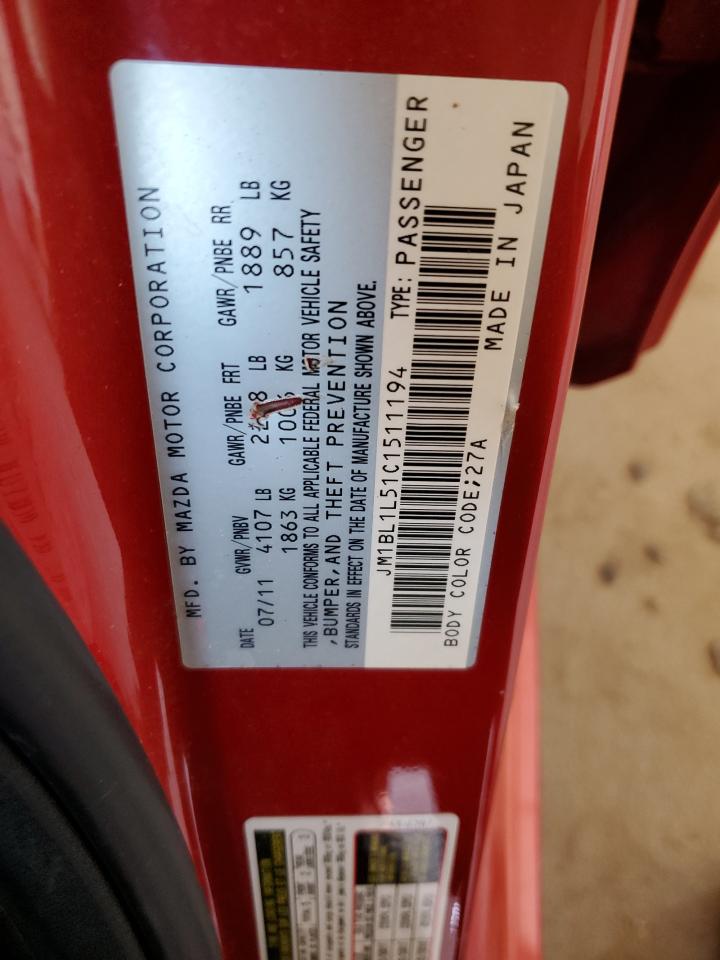 MFD. BY MAZDA MOTOR CORPORATION
DATE GVWR/PNBV GAWR/PNBE FRT GAWR/PNBE RR
07/11 4107 LB LB 1889 LB
1863 KG KG 857 KG
THIS VEHICLE CONFORMS TO ALL APPLICABLE FEDERAL MOTOR VEHICLE SAFETY
,BUMPER,AND THEFT PREVENTION
STANDARDS IN EFFECT ON THE DATE OF MANUFACTURE SHOWN ABOVE.
JM1BL1L51C1511194 TYPE: PASSENGER
BODY COLOR CODE;27A MADE IN JAPAN